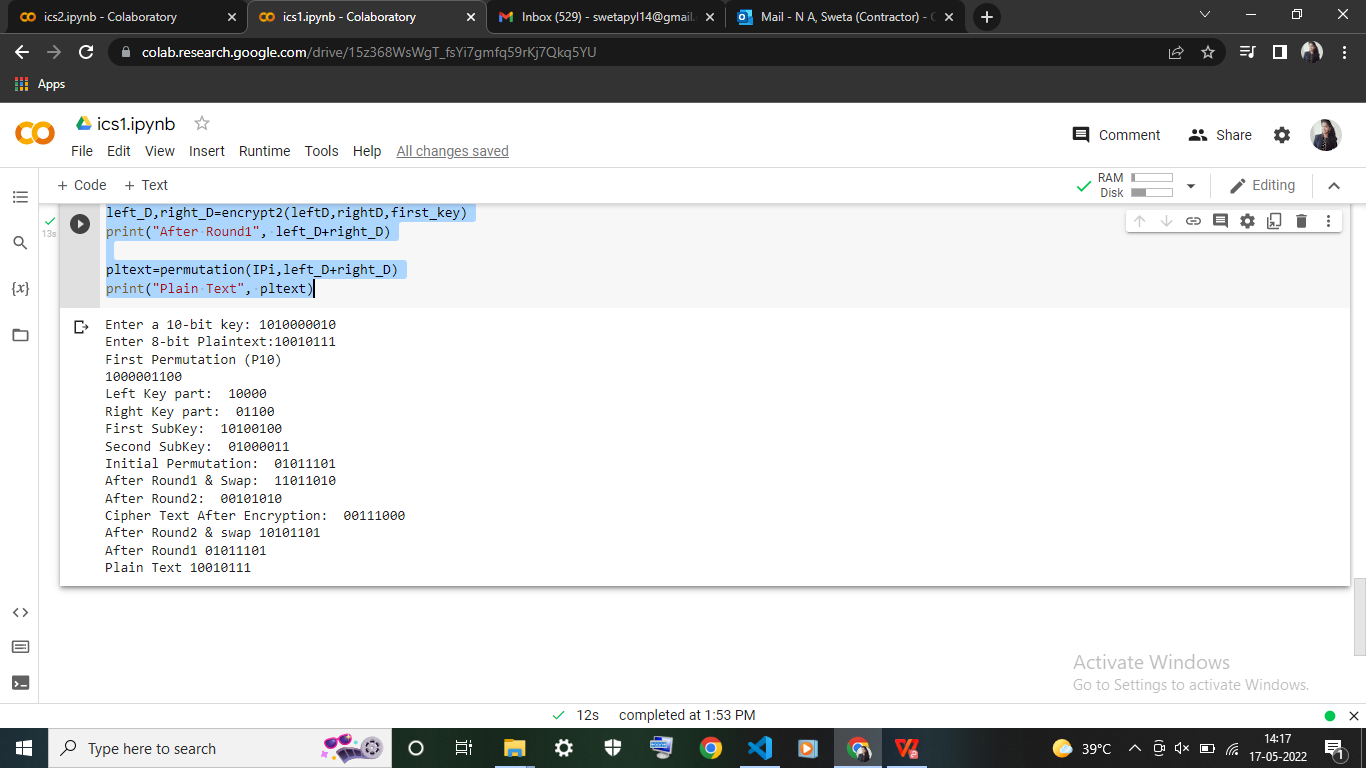 ics2.ipynb - Colaboratory
ics1.ipynb - Colaboratory
Inbox (529) - swetapyl14@gmail.
Mail - N A, Sweta (Contractor) -
colab.research.google.com/drive/15z368WsWgT_fsYi7gmfq59rKj7Qkq5YU
Apps
ics1.ipynb
Comment
Share
File Edit View Insert Runtime Tools Help All changes saved
+ Code + Text
RAM
Disk
Editing
13s
left_D,right_D=encrypt2(leftD,rightD,first_key)
print("After Round1", left_D+right_D)
pltext=permutation(IPi,left_D+right_D)
print("Plain Text", pltext)
{x}
Enter a 10-bit key: 1010000010
Enter 8-bit Plaintext:10010111
First Permutation (P10)
1000001100
Left Key part:  10000
Right Key part:  01100
First SubKey:  10100100
Second SubKey:  01000011
Initial Permutation:  01011101
After Round1 & Swap:  11011010
After Round2:  00101010
Cipher Text After Encryption:  00111000
After Round2 & swap 10101101
After Round1 01011101
Plain Text 10010111
Activate Windows
Go to Settings to activate Windows.
12s completed at 1:53 PM
Type here to search
39°C
14:17
17-05-2022
1